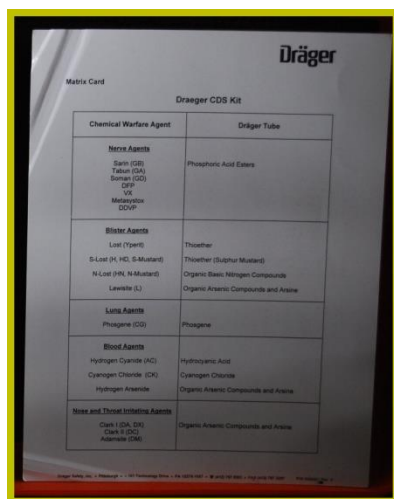 Dräger
Matrix Card
Draeger CDS Kit
Chemical Warfare Agent
Dräger Tube
Nerve Agents
Sarin (GB)
Phosphoric Acid Esters
Tabun (GA)
Soman (GD)
DFP
VX
Metasystox
DDVP
Blister Agents
Lost (Yperit)
Thioether
S-Lost (H, HD, S-Mustard)
Thioether (Sulphur Mustard)
N-Lost (HN, N-Mustard)
Organic Basic Nitrogen Compounds
Lewisite (L)
Organic Arsenic Compounds and Arsine
Lung Agents
Phosgene (CG)
Phosgene
Blood Agents
Hydrogen Cyanide (AC)
Hydrocyanic Acid
Cyanogen Chloride (CK)
Cyanogen Chloride
Hydrogen Arsenide
Organic Arsenic Compounds and Arsine
Nose and Throat Irritating Agents
Clark I (DA, DX)
Organic Arsenic Compounds and Arsine
Clark II (DC)
Adamsite (DM)